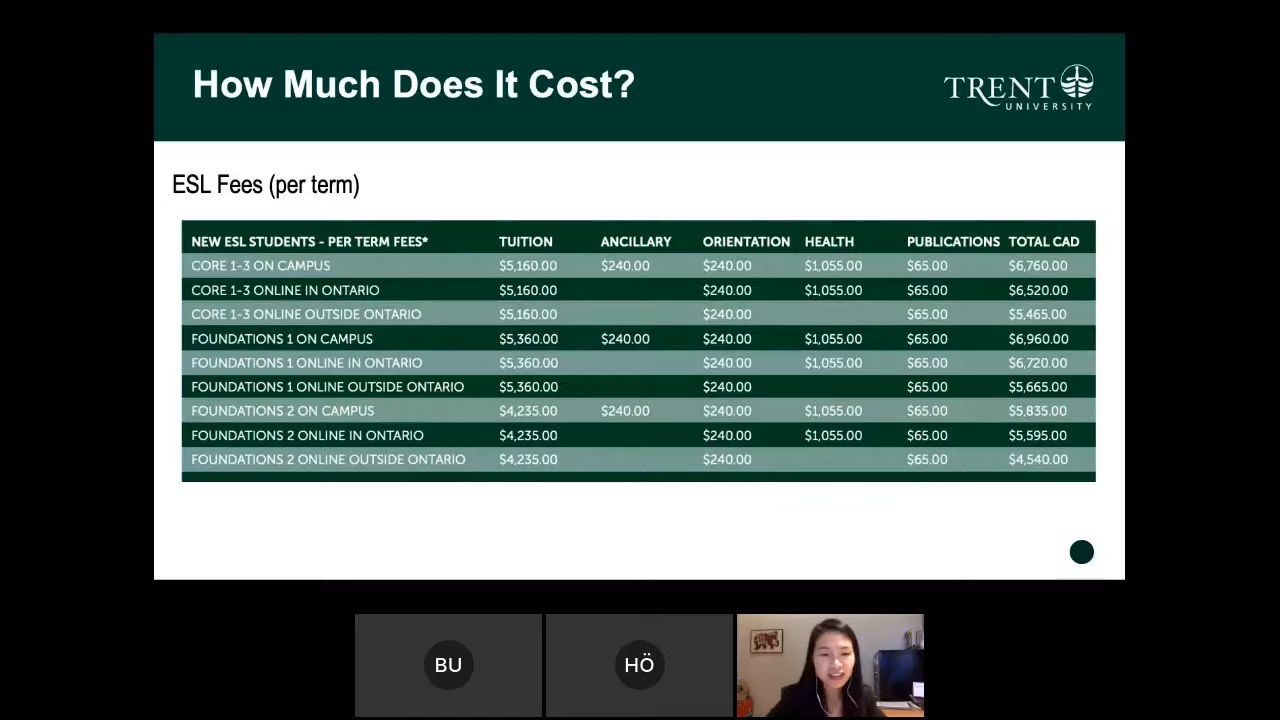 How Much Does It Cost?
TRENT
UNIVERSITY
ESL Fees (per term)
NEW ESL STUDENTS - PER TERM FEES* TUITION ANCILLARY ORIENTATION HEALTH PUBLICATIONS TOTAL CAD
CORE 1-3 ON CAMPUS $5,160.00 $240.00 $240.00 $1,055.00 $65.00 $6,760.00
CORE 1-3 ONLINE IN ONTARIO $5,160.00 $240.00 $1,055.00 $65.00 $6,520.00
CORE 1-3 ONLINE OUTSIDE ONTARIO $5,160.00 $240.00 $65.00 $5,465.00
FOUNDATIONS 1 ON CAMPUS $5,360.00 $240.00 $240.00 $1,055.00 $65.00 $6,960.00
FOUNDATIONS 1 ONLINE IN ONTARIO $5,360.00 $240.00 $1,055.00 $65.00 $6,720.00
FOUNDATIONS 1 ONLINE OUTSIDE ONTARIO $5,360.00 $240.00 $65.00 $5,665.00
FOUNDATIONS 2 ON CAMPUS $4,235.00 $240.00 $240.00 $1,055.00 $65.00 $5,835.00
FOUNDATIONS 2 ONLINE IN ONTARIO $4,235.00 $240.00 $1,055.00 $65.00 $5,595.00
FOUNDATIONS 2 ONLINE OUTSIDE ONTARIO $4,235.00 $240.00 $65.00 $4,540.00
BU
HÖ